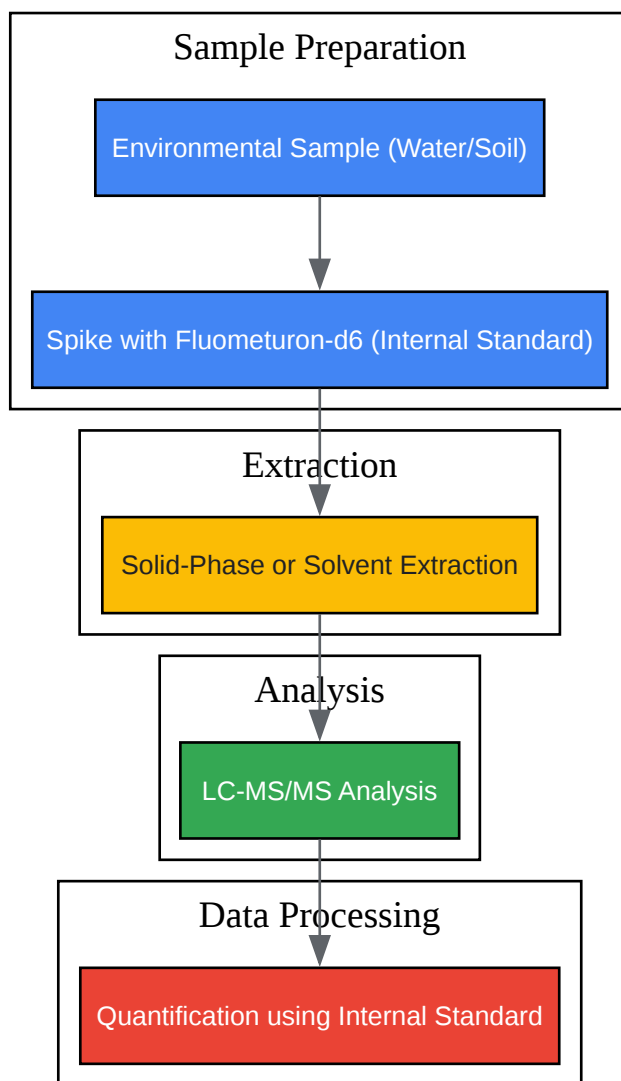 Sample Preparation
Environmental Sample (Water/Soil)
Spike with Fluometuron-d6 (Internal Standard)
Extraction
Solid-Phase or Solvent Extraction
Analysis
LC-MS/MS Analysis
Data Processing
Quantification using Internal Standard